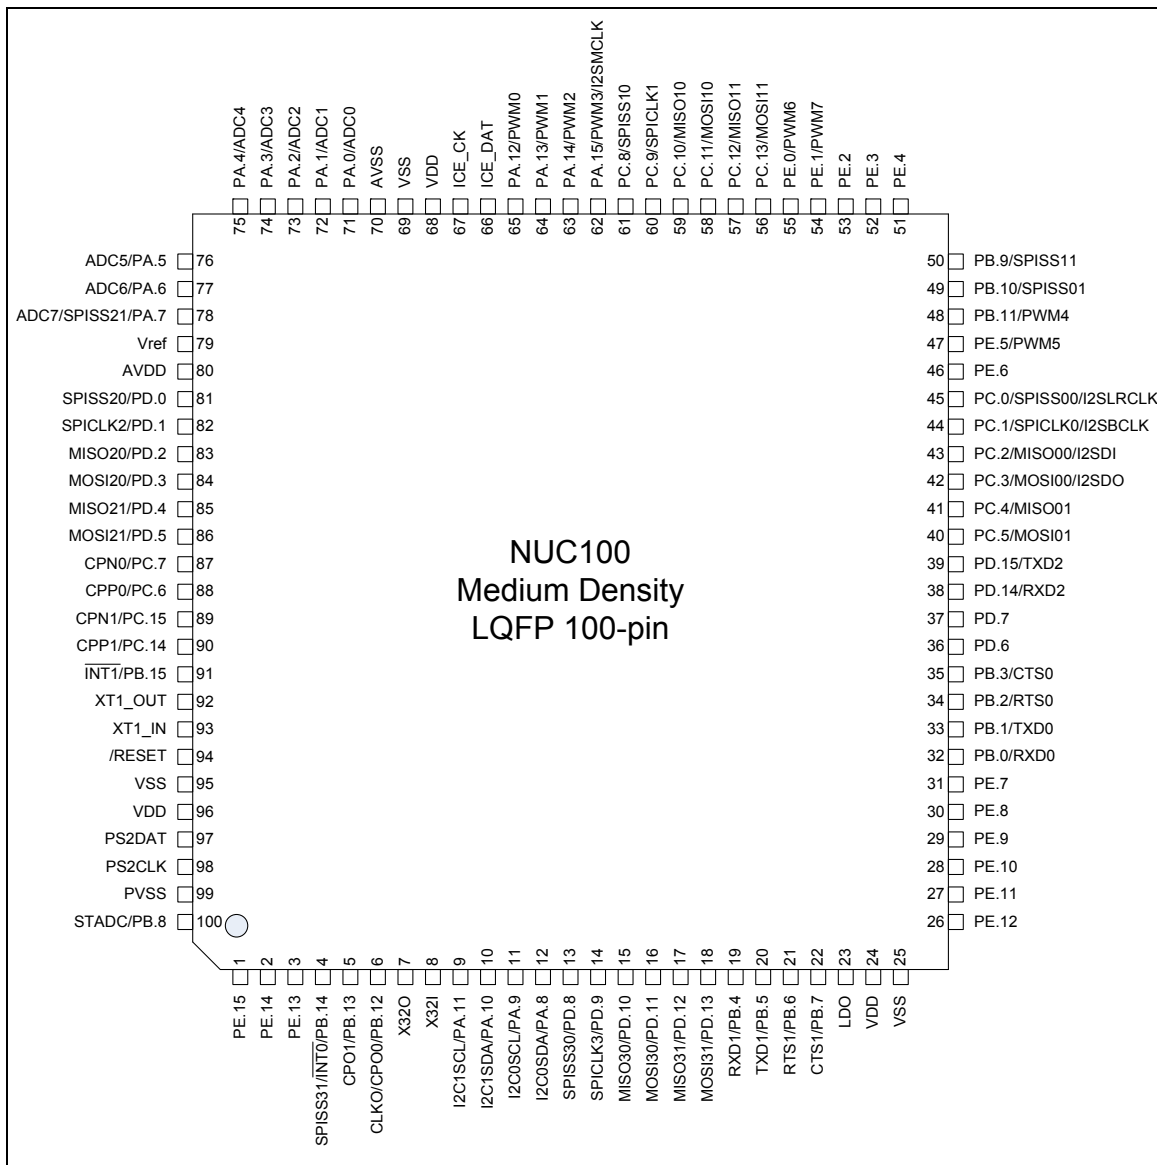 PA.4/ADC4
PA.3/ADC3
PA.2/ADC2
PA.1/ADC1
PA.0/ADC0
AVSS
VSS
VDD
ICE_CK
ICE_DAT
PA.12/PWM0
PA.13/PWM1
PA.14/PWM2
PA.15/PWM3/I2SMCLK
PC.8/SPISS10
PC.9/SPICLK1
PC.10/MISO10
PC.11/MOSI10
PC.12/MISO11
PC.13/MOSI11
PE.0/PWM6
PE.1/PWM7
PE.2
PE.3
PE.4
75
74
73
72
71
70
69
68
67
66
65
64
63
62
61
60
59
58
57
56
55
54
53
52
51
ADC5/PA.5 76
ADC6/PA.6 77
ADC7/SPISS21/PA.7 78
Vref 79
AVDD 80
SPISS20/PD.0 81
SPICLK2/PD.1 82
MISO20/PD.2 83
MOSI20/PD.3 84
MISO21/PD.4 85
MOSI21/PD.5 86
CPN0/PC.7 87
CPP0/PC.6 88
CPN1/PC.15 89
CPP1/PC.14 90
INT1/PB.15 91
XT1_OUT 92
XT1_IN 93
/RESET 94
VSS 95
VDD 96
PS2DAT 97
PS2CLK 98
PVSS 99
STADC/PB.8 100
NUC100
Medium Density
LQFP 100-pin
50 PB.9/SPISS11
49 PB.10/SPISS01
48 PB.11/PWM4
47 PE.5/PWM5
46 PE.6
45 PC.0/SPISS00/I2SLRCLK
44 PC.1/SPICLK0/I2SBCLK
43 PC.2/MISO00/I2SDI
42 PC.3/MOSI00/I2SDO
41 PC.4/MISO01
40 PC.5/MOSI01
39 PD.15/TXD2
38 PD.14/RXD2
37 PD.7
36 PD.6
35 PB.3/CTS0
34 PB.2/RTS0
33 PB.1/TXD0
32 PB.0/RXD0
31 PE.7
30 PE.8
29 PE.9
28 PE.10
27 PE.11
26 PE.12
1
2
3
4
5
6
7
8
9
10
11
12
13
14
15
16
17
18
19
20
21
22
23
24
25
PE.15
PE.14
PE.13
SPISS31/INT0/PB.14
CPO1/PB.13
CLKO/CPO0/PB.12
X32O
X32I
I2C1SCL/PA.11
I2C1SDA/PA.10
I2C0SCL/PA.9
I2C0SDA/PA.8
SPISS30/PD.8
SPICLK3/PD.9
MISO30/PD.10
MOSI30/PD.11
MISO31/PD.12
MOSI31/PD.13
RXD1/PB.4
TXD1/PB.5
RTS1/PB.6
CTS1/PB.7
LDO
VDD
VSS